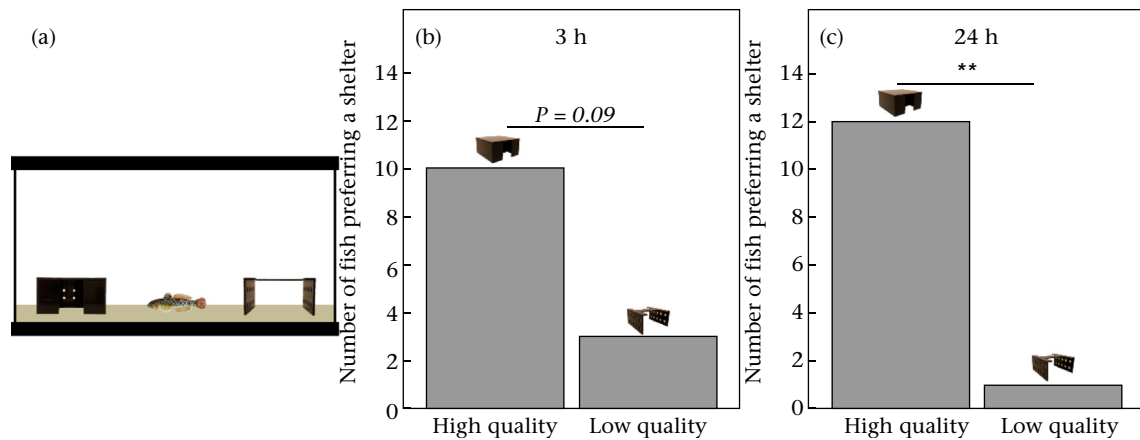 (a)
(b)
3 h
Number of fish preferring a shelter
14
12
10
8
6
4
2
0
P = 0.09
High quality
Low quality
(c)
24 h
Number of fish preferring a shelter
14
12
10
8
6
4
2
0
**
High quality
Low quality